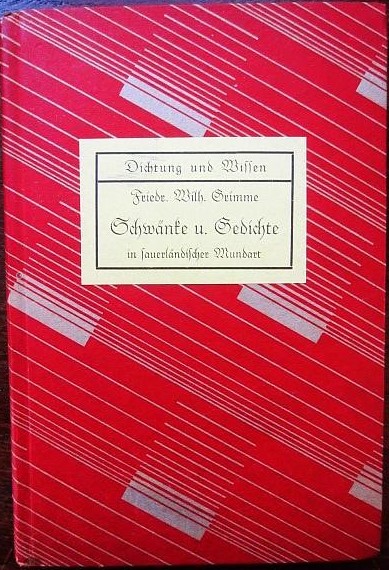 Dichtung und Wissen
Friedr. Wilh. Grimme
Schwänke u. Gedichte
in sauerländischer Mundart